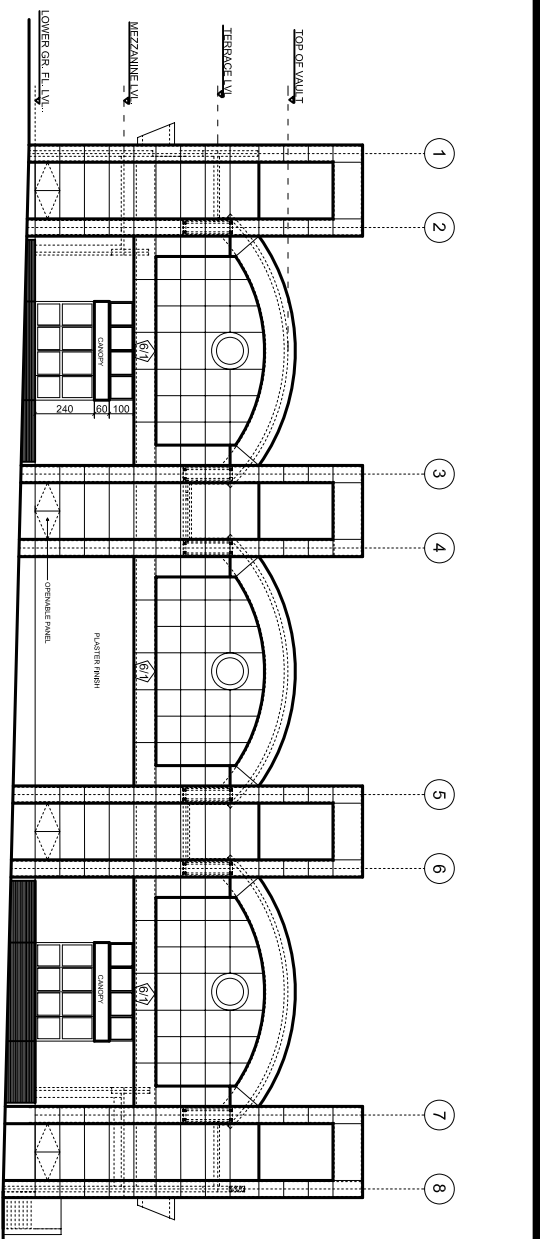 1
2
3
4
5
6
7
8
TOP OF VAULT
TERRACE LVL
MEZZANINE LVL.
LOWER GR. FL. LVL..
6/1
6/1
6/1
CANOPY
CANOPY
100
60
240
PLASTER FINISH
OPENABLE PANEL